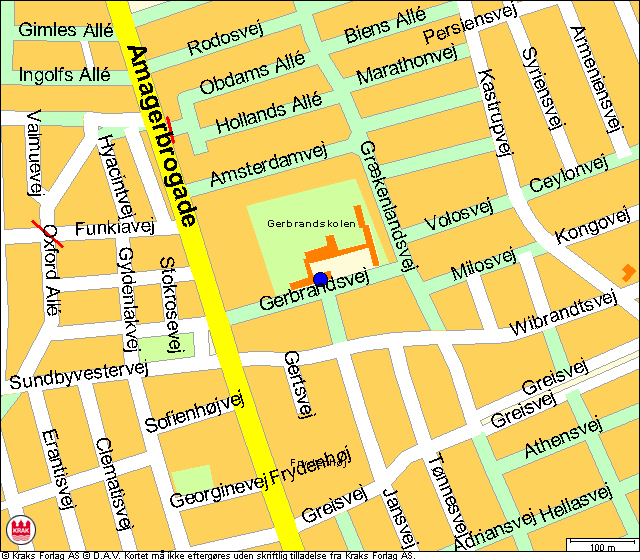 Gimles Allé
Ingolfs Allé
Amagerbrogade
Rodosvej
Biens Allé
Persiensvej
Obdams Allé
Marathonvej
Hollands Allé
Syriensvej
Armeniensvej
Kastrupvej
Valmuevej
Hyacintvej
Amsterdamvej
Grækenlandsvej
Ceylonvej
Gerbrandskolen
Volosvej
Kongovej
Funkiavej
Oxford Allé
Gyldenlakvej
Stokrosevej
Milosvej
Gerbrandsvej
Wibrandtsvej
Sundbyvestervej
Gertsvej
Greisvej
Greisvej
Sofienhøjvej
Erantisvej
Clematisvej
Athensvej
Frydenhøj
Georginevej
Tønnesvej
Jansvej
Greisvej
Hellasvej
Adriansvej
KRAK
100 m
© Kraks Forlag AS © D.A.V. Kortet må ikke eftergøres uden skriftlig tilladelse fra Kraks Forlag AS.